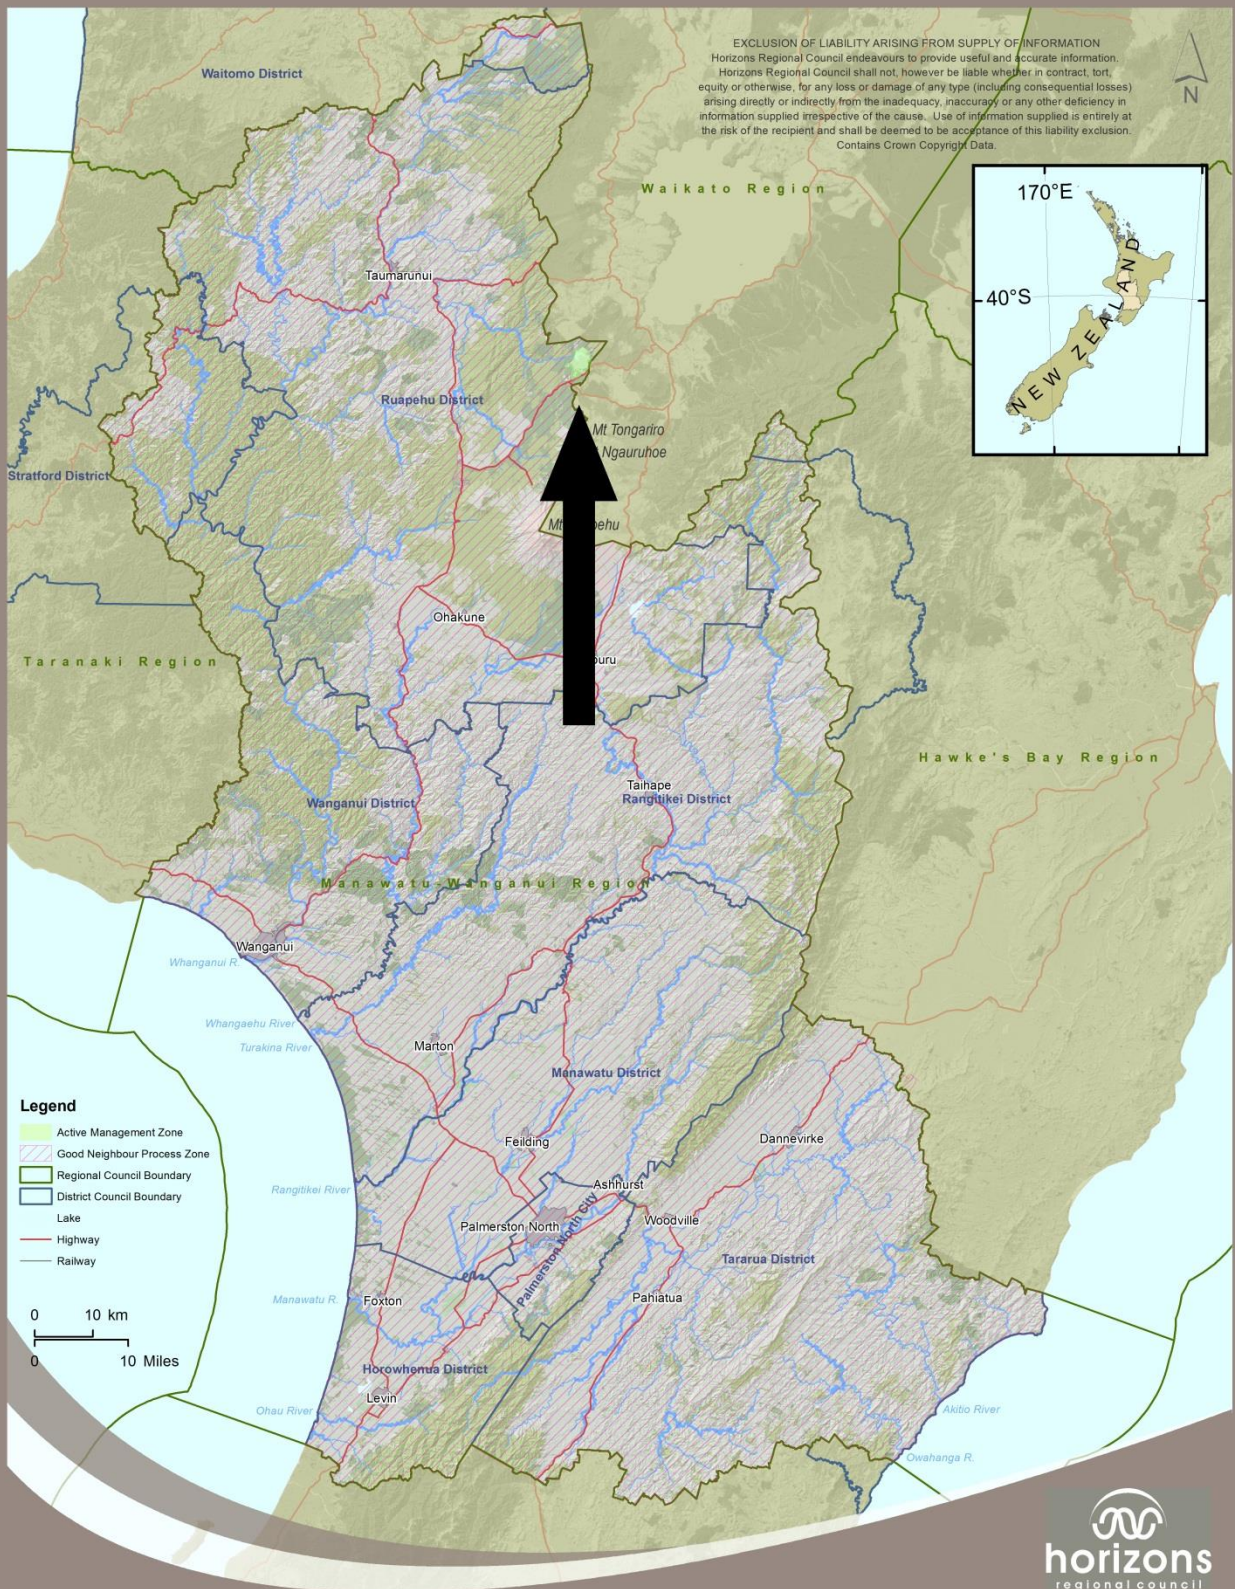 EXCLUSION OF LIABILITY ARISING FROM SUPPLY OF INFORMATION
Horizons Regional Council endeavours to provide useful and accurate information.
Horizons Regional Council shall not, however be liable whether in contract, tort,
equity or otherwise, for any loss or damage of any type (including consequential losses)
arising directly or indirectly from the inadequacy, inaccuracy or any other deficiency in
information supplied irrespective of the cause. Use of information supplied is entirely at
the risk of the recipient and shall be deemed to be acceptance of this liability exclusion.
Contains Crown Copyright Data.
N
Waitomo District
Waikato Region
170°E
40°S
NEW ZEALAND
Taumarunui
Ruapehu District
Mt Tongariro
Ngauruhoe
Stratford District
Mt
Ohakune
Taranaki Region
Hawke's Bay Region
Taihape
Rangitikei District
Wanganui District
Manawatu-Wanganui Region
Wanganui
Whanganui R.
Whangaehu River
Turakina River
Marton
Manawatu District
Legend
Active Management Zone
Good Neighbour Process Zone
Regional Council Boundary
District Council Boundary
Lake
Highway
Railway
0 10 km
0 10 Miles
Feilding
Dannevirke
Rangitikei River
Ashhurst
Palmerston North
Palmerston North City
Woodville
Tararua District
Manawatu R.
Foxton
Pahiatua
Horowhenua District
Levin
Ohau River
Akitio River
Owahanga R.
horizons
regional council